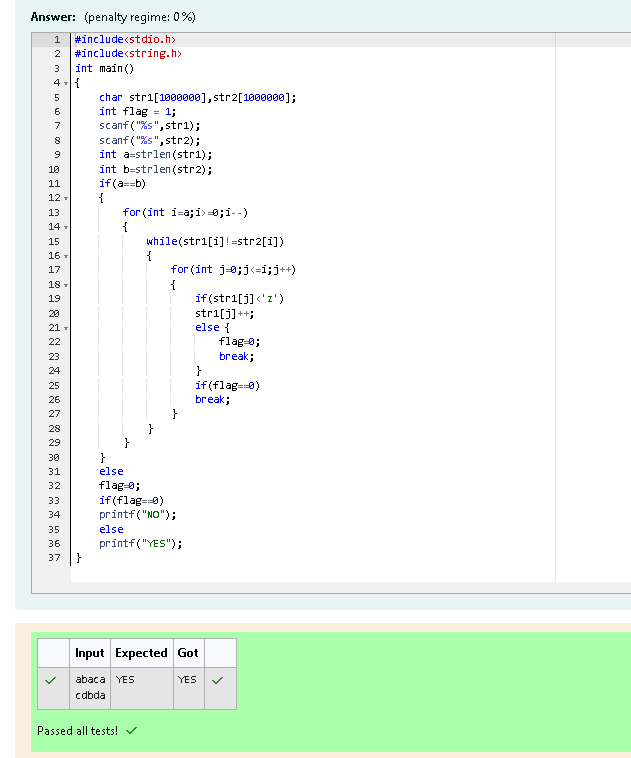 Answer: (penalty regime: 0 %)
1 #include<stdio.h>
2 #include<string.h>
3 int main()
4 {
5     char str1[1000000],str2[1000000];
6     int flag = 1;
7     scanf("%s",str1);
8     scanf("%s",str2);
9     int a=strlen(str1);
10     int b=strlen(str2);
11     if(a==b)
12     {
13         for(int i=a;i>=0;i--)
14         {
15             while(str1[i]!=str2[i])
16             {
17                 for(int j=0;j<=i;j++)
18                 {
19                     if(str1[j]<'z')
20                     str1[j]++;
21                     else {
22                         flag=0;
23                         break;
24                     }
25                     if(flag==0)
26                     break;
27                 }
28             }
29         }
30     }
31     else
32     flag=0;
33     if(flag==0)
34     printf("NO");
35     else
36     printf("YES");
37 }
Input Expected Got
abaca YES YES
cdbda
Passed all tests!